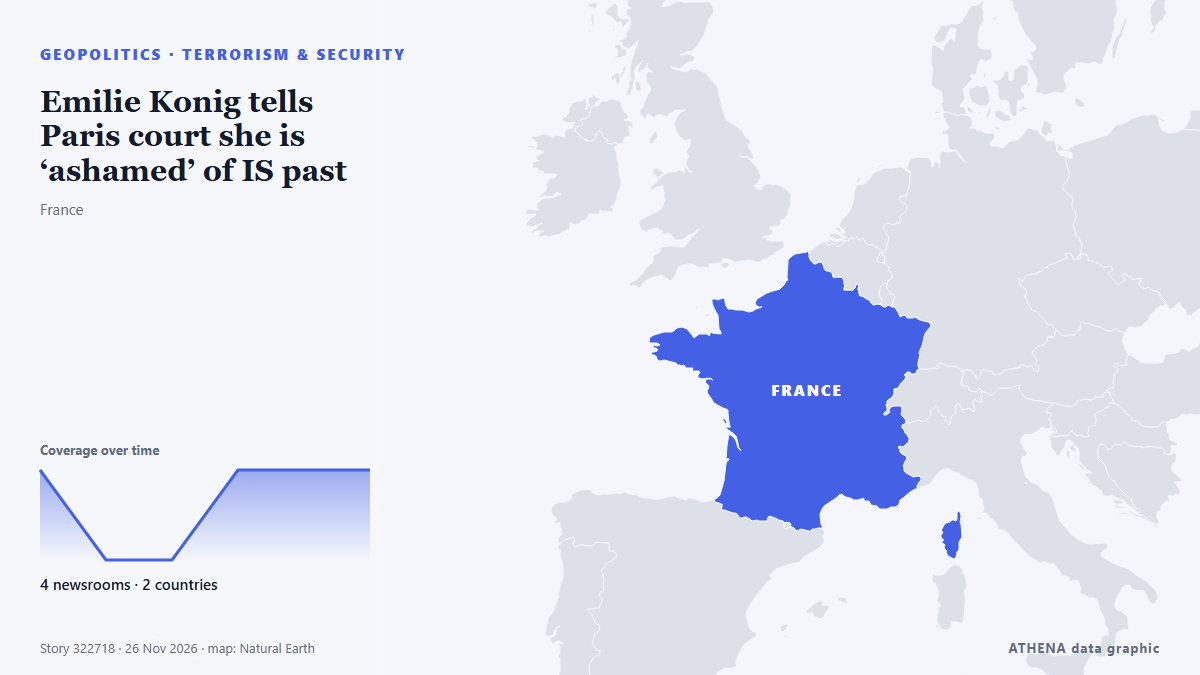 GEOPOLITICS · TERRORISM & SECURITY
Emilie Konig tells
Paris court she is
‘ashamed’ of IS past
France
FRANCE
Coverage over time
4 newsrooms · 2 countries
Story 322718 · 26 Nov 2026 · map: Natural Earth
ATHENA data graphic